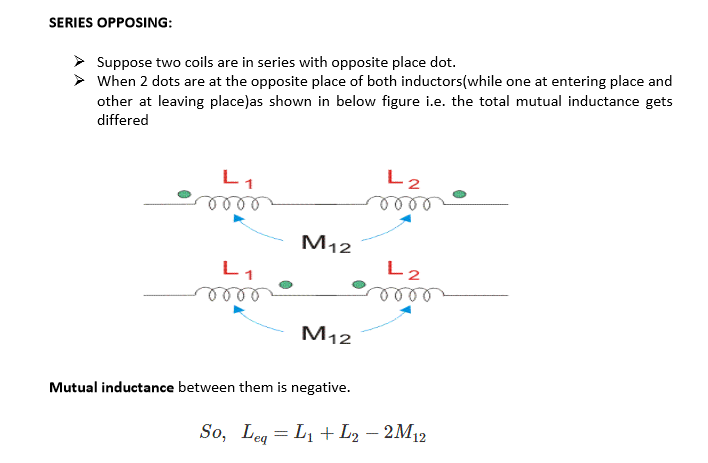 SERIES OPPOSING:
➢ Suppose two coils are in series with opposite place dot.
➢ When 2 dots are at the opposite place of both inductors(while one at entering place and
other at leaving place)as shown in below figure i.e. the total mutual inductance gets
differed
L1 L2
M12
L1 L2
M12
Mutual inductance between them is negative.
So, Leq = L1 + L2 − 2M12